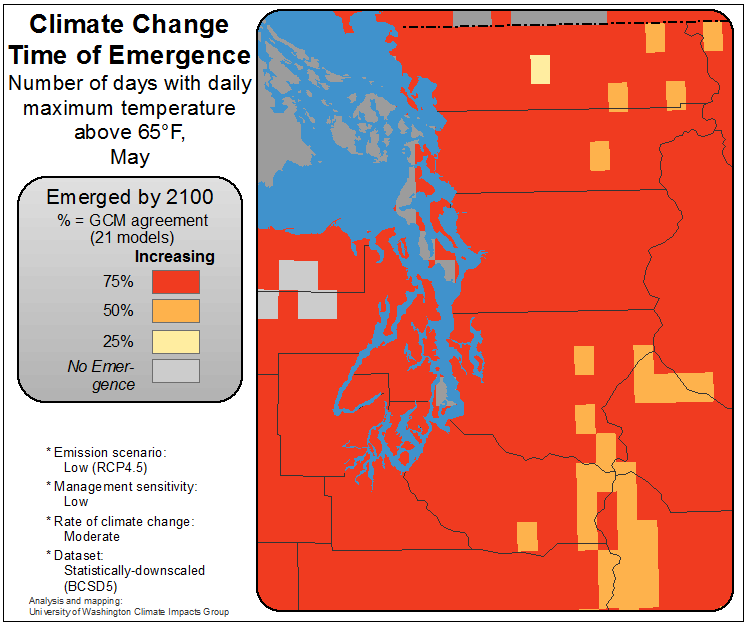 Climate Change
Time of Emergence
Number of days with daily
maximum temperature
above 65°F,
May
Emerged by 2100
% = GCM agreement
(21 models)
Increasing
75%
50%
25%
No Emer-
gence
* Emission scenario:
Low (RCP4.5)
* Management sensitivity:
Low
* Rate of climate change:
Moderate
* Dataset:
Statistically-downscaled
(BCSD5)
Analysis and mapping:
University of Washington Climate Impacts Group